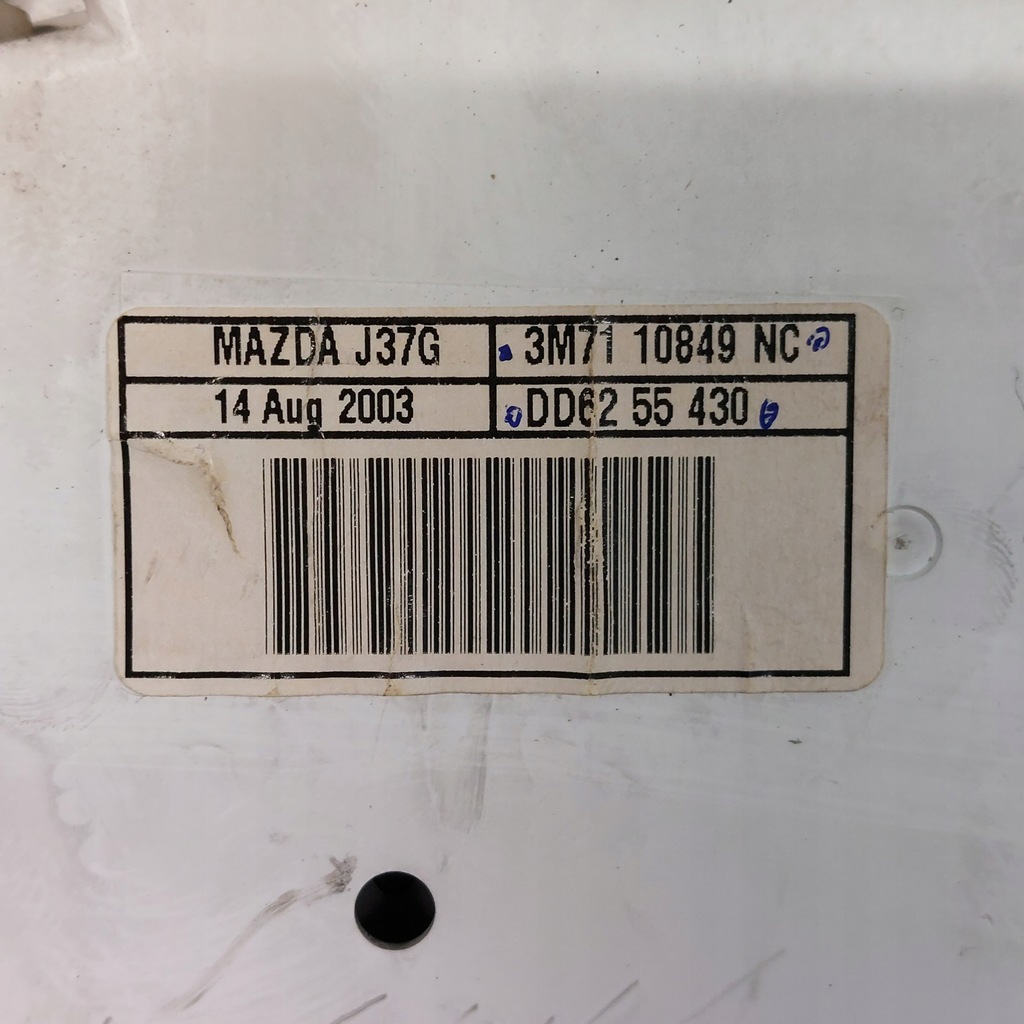 MAZDA J37G
3M71 10849 NC
14 Aug 2003
DD62 55 430